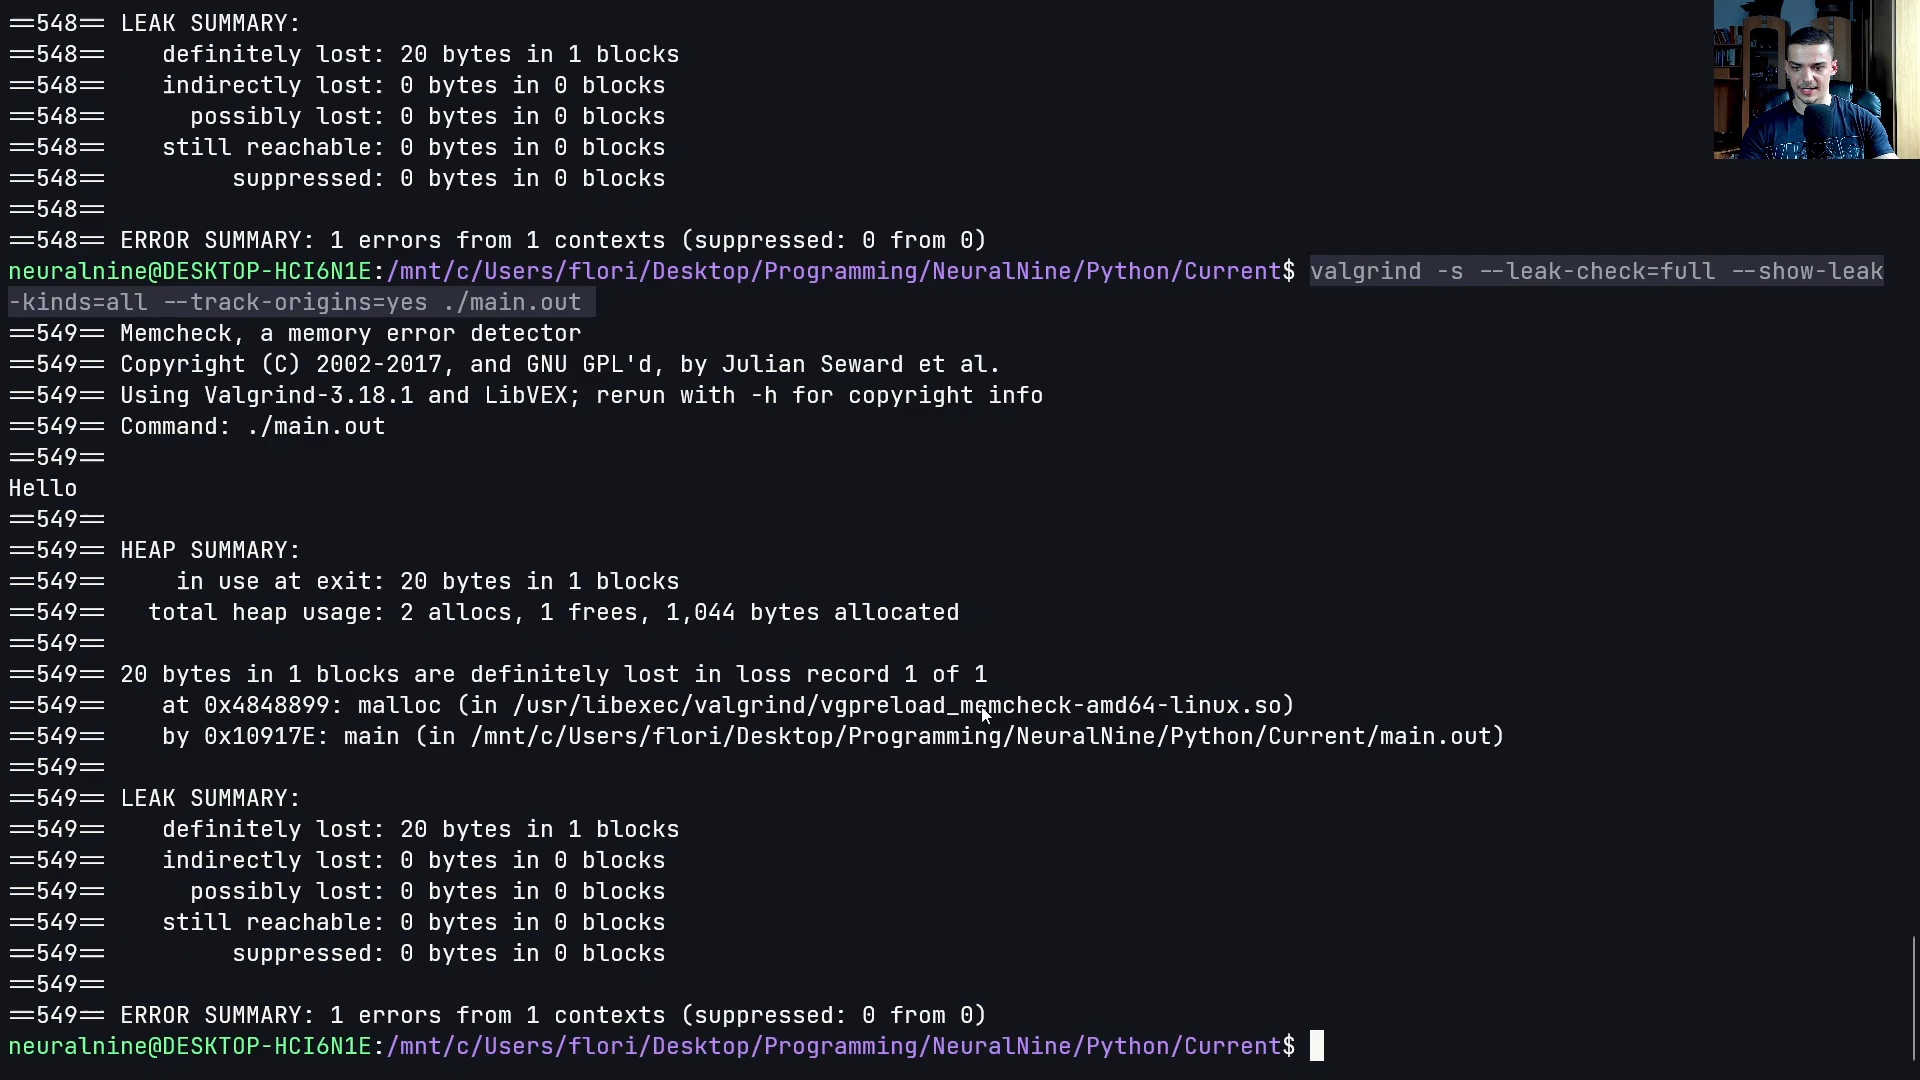 ==548== LEAK SUMMARY:
==548==    definitely lost: 20 bytes in 1 blocks
==548==    indirectly lost: 0 bytes in 0 blocks
==548==      possibly lost: 0 bytes in 0 blocks
==548==    still reachable: 0 bytes in 0 blocks
==548==         suppressed: 0 bytes in 0 blocks
==548==
==548== ERROR SUMMARY: 1 errors from 1 contexts (suppressed: 0 from 0)
neuralnine@DESKTOP-HCI6N1E:/mnt/c/Users/flori/Desktop/Programming/NeuralNine/Python/Current$ valgrind -s --leak-check=full --show-leak
-kinds=all --track-origins=yes ./main.out
==549== Memcheck, a memory error detector
==549== Copyright (C) 2002-2017, and GNU GPL'd, by Julian Seward et al.
==549== Using Valgrind-3.18.1 and LibVEX; rerun with -h for copyright info
==549== Command: ./main.out
==549==
Hello
==549==
==549== HEAP SUMMARY:
==549==     in use at exit: 20 bytes in 1 blocks
==549==   total heap usage: 2 allocs, 1 frees, 1,044 bytes allocated
==549==
==549== 20 bytes in 1 blocks are definitely lost in loss record 1 of 1
==549==    at 0x4848899: malloc (in /usr/libexec/valgrind/vgpreload_memcheck-amd64-linux.so)
==549==    by 0x10917E: main (in /mnt/c/Users/flori/Desktop/Programming/NeuralNine/Python/Current/main.out)
==549==
==549== LEAK SUMMARY:
==549==    definitely lost: 20 bytes in 1 blocks
==549==    indirectly lost: 0 bytes in 0 blocks
==549==      possibly lost: 0 bytes in 0 blocks
==549==    still reachable: 0 bytes in 0 blocks
==549==         suppressed: 0 bytes in 0 blocks
==549==
==549== ERROR SUMMARY: 1 errors from 1 contexts (suppressed: 0 from 0)
neuralnine@DESKTOP-HCI6N1E:/mnt/c/Users/flori/Desktop/Programming/NeuralNine/Python/Current$